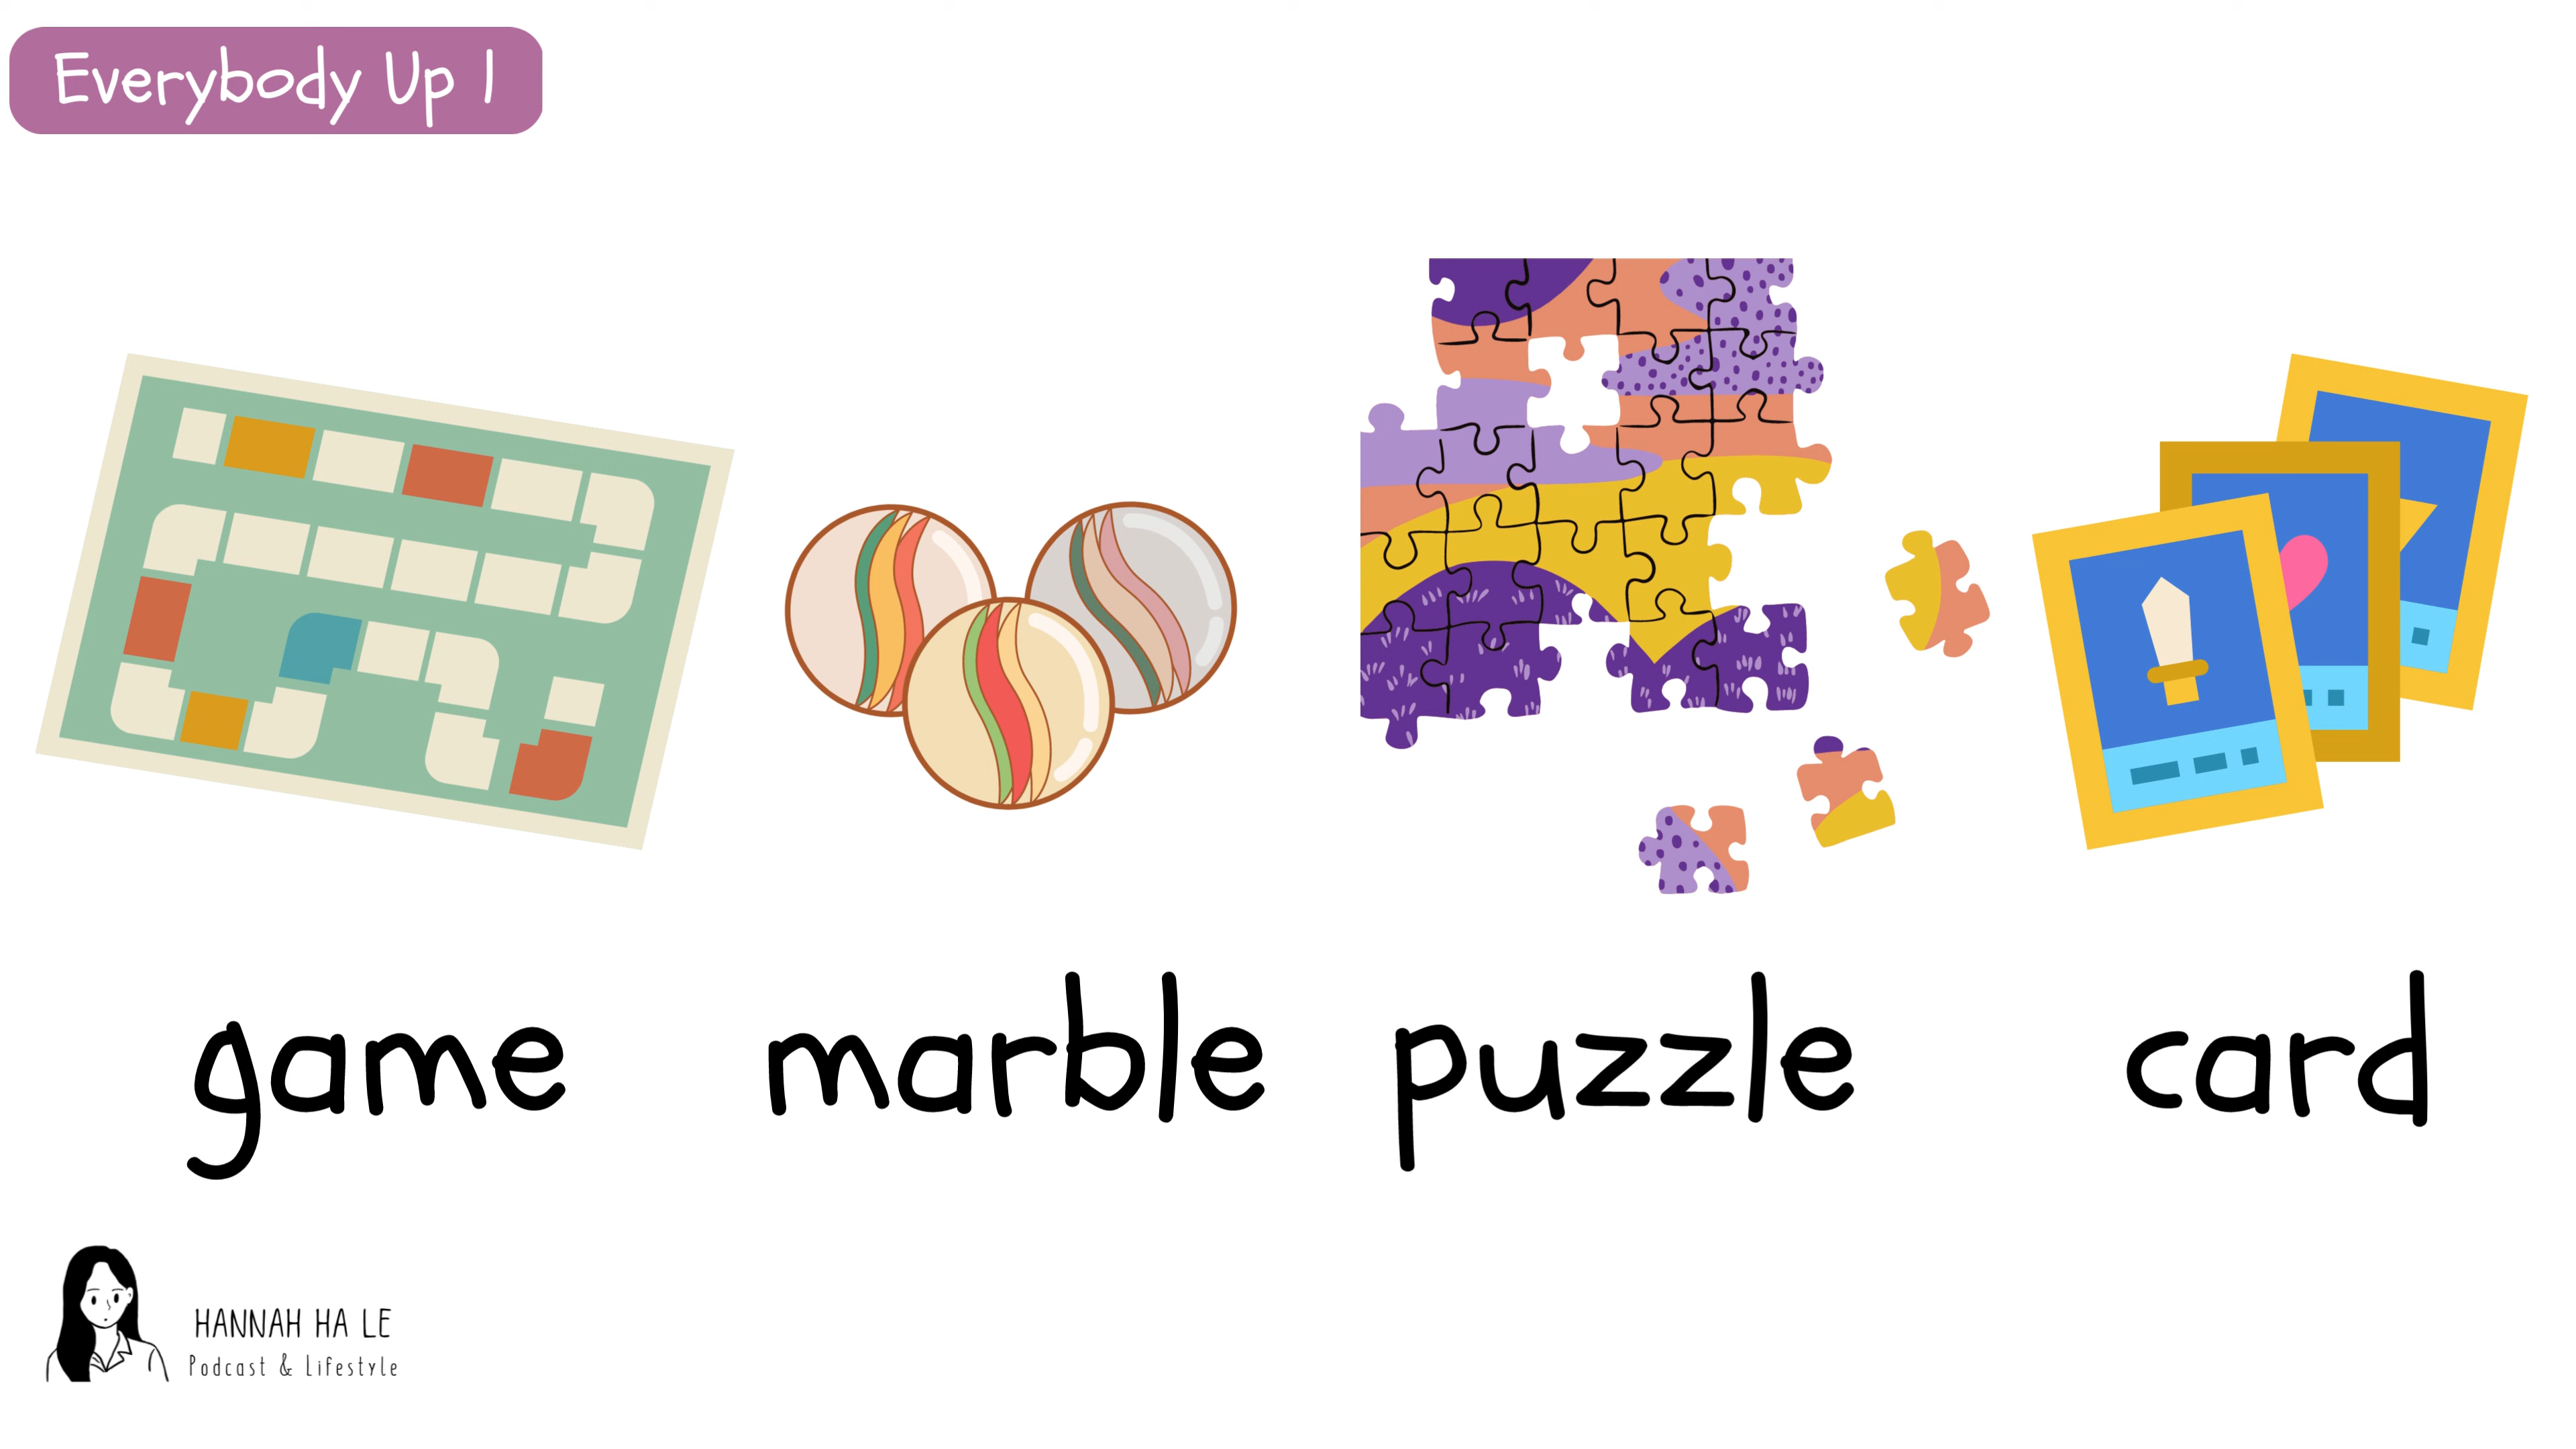 Everybody Up 1
game
marble
puzzle
card
HANNAH HA LE
Podcast & Lifestyle